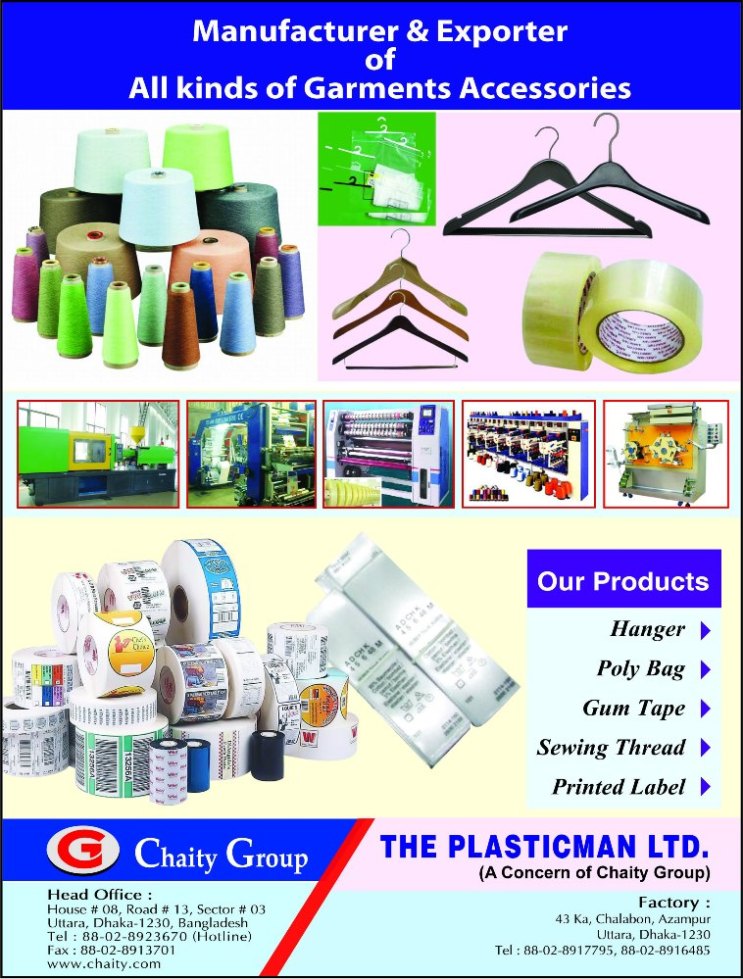 Manufacturer & Exporter
of
All kinds of Garments Accessories
Our Products
Hanger
Poly Bag
Gum Tape
Sewing Thread
Printed Label
13256A
13256A
G Chaity Group
THE PLASTICMAN LTD.
(A Concern of Chaity Group)
Head Office :
House # 08, Road # 13, Sector # 03
Uttara, Dhaka-1230, Bangladesh
Tel : 88-02-8923670 (Hotline)
Fax : 88-02-8913701
www.chaity.com
Factory :
43 Ka, Chalabon, Azampur
Uttara, Dhaka-1230
Tel : 88-02-8917795, 88-02-8916485